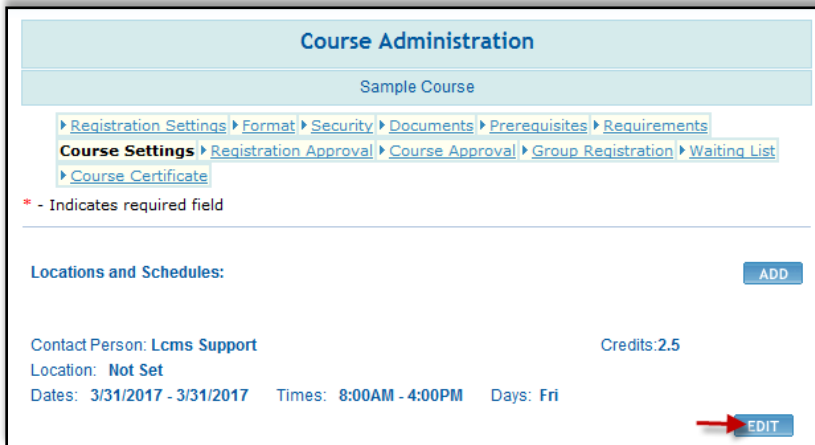 Course Administration
Sample Course
Registration Settings Format Security Documents Prerequisites Requirements
Course Settings Registration Approval Course Approval Group Registration Waiting List
Course Certificate
* - Indicates required field
Locations and Schedules: ADD
Contact Person: Lcms Support Credits:2.5
Location: Not Set
Dates: 3/31/2017 - 3/31/2017 Times: 8:00AM - 4:00PM Days: Fri
EDIT